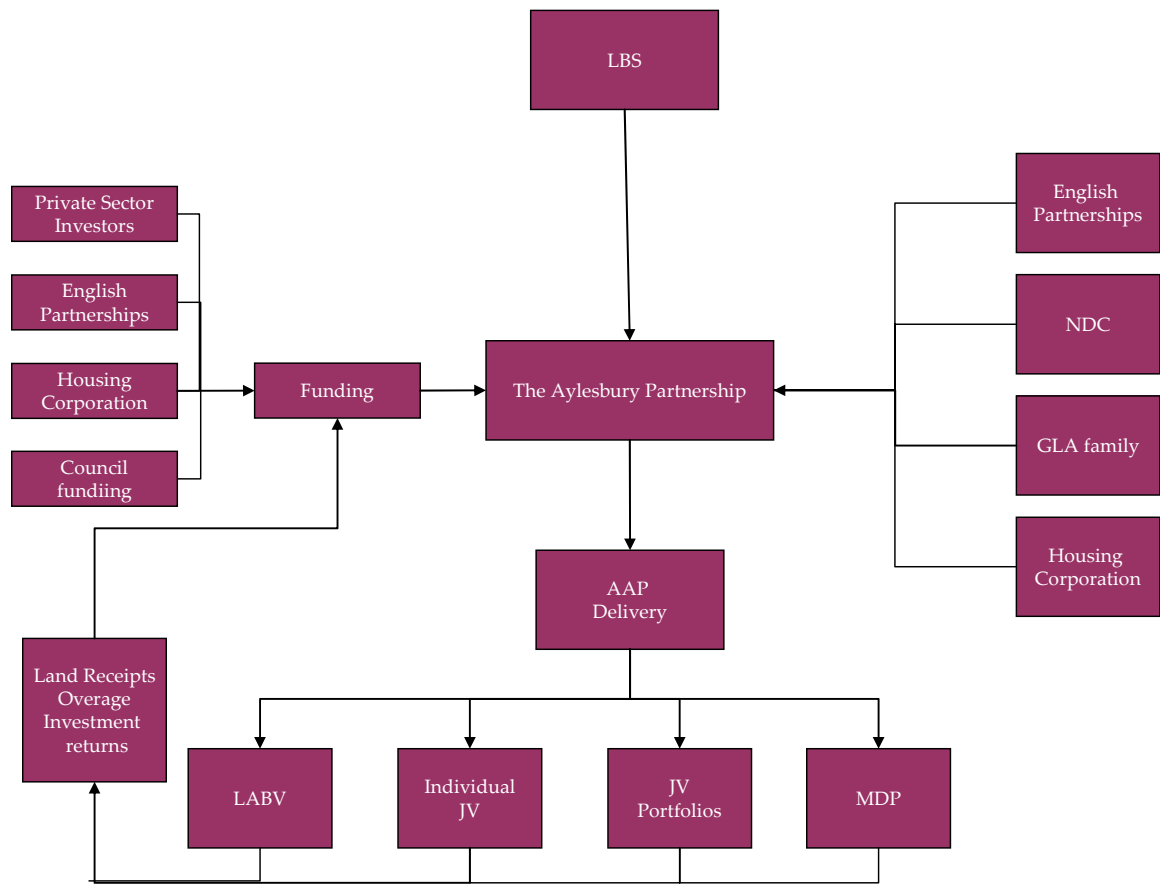 LBS
Private Sector
Investors
English
Partnerships
Housing
Corporation
Council
fundiing
Funding
The Aylesbury Partnership
English
Partnerships
NDC
GLA family
Housing
Corporation
AAP
Delivery
Land Receipts
Overage
Investment
returns
LABV
Individual
JV
JV
Portfolios
MDP